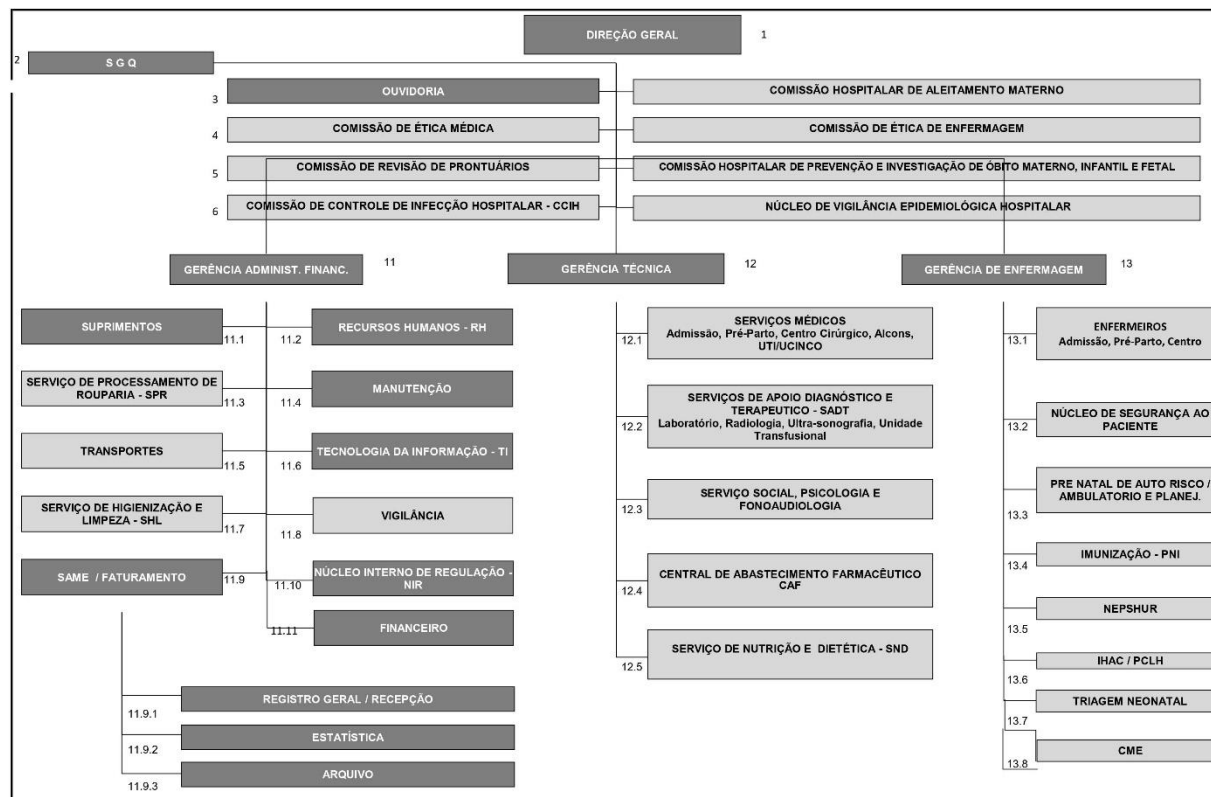 DIREÇÃO GERAL
1
2
S G Q
OUVIDORIA
3
COMISSÃO HOSPITALAR DE ALEITAMENTO MATERNO
COMISSÃO DE ÉTICA MÉDICA
4
COMISSÃO DE ÉTICA DE ENFERMAGEM
COMISSÃO DE REVISÃO DE PRONTUÁRIOS
5
COMISSÃO HOSPITALAR DE PREVENÇÃO E INVESTIGAÇÃO DE ÓBITO MATERNO, INFANTIL E FETAL
COMISSÃO DE CONTROLE DE INFECÇÃO HOSPITALAR - CCIH
6
NÚCLEO DE VIGILÂNCIA EPIDEMIOLÓGICA HOSPITALAR
GERÊNCIA ADMINIST. FINANC.
11
GERÊNCIA TÉCNICA
12
GERÊNCIA DE ENFERMAGEM
13
SUPRIMENTOS
11.1
RECURSOS HUMANOS - RH
11.2
SERVIÇO DE PROCESSAMENTO DE
ROUPARIA - SPR
11.3
MANUTENÇÃO
11.4
TRANSPORTES
11.5
TECNOLOGIA DA INFORMAÇÃO - TI
11.6
SERVIÇO DE HIGIENIZAÇÃO E
LIMPEZA - SHL
11.7
VIGILÂNCIA
11.8
SAME / FATURAMENTO
11.9
NÚCLEO INTERNO DE REGULAÇÃO -
NIR
11.10
FINANCEIRO
11.11
REGISTRO GERAL / RECEPÇÃO
11.9.1
ESTATÍSTICA
11.9.2
ARQUIVO
11.9.3
SERVIÇOS MÉDICOS
Admissão, Pré-Parto, Centro Cirúrgico, Alcons,
UTI/UCINCO
12.1
SERVIÇOS DE APOIO DIAGNÓSTICO E
TERAPEUTICO - SADT
Laboratório, Radiologia, Ultra-sonografia, Unidade
Transfusional
12.2
SERVIÇO SOCIAL, PSICOLOGIA E
FONOAUDIOLOGIA
12.3
CENTRAL DE ABASTECIMENTO FARMACÊUTICO
CAF
12.4
SERVIÇO DE NUTRIÇÃO E DIETÉTICA - SND
12.5
ENFERMEIROS
Admissão, Pré-Parto, Centro
13.1
NÚCLEO DE SEGURANÇA AO
PACIENTE
13.2
PRE NATAL DE AUTO RISCO /
AMBULATORIO E PLANEJ.
13.3
IMUNIZAÇÃO - PNI
13.4
NEPSHUR
13.5
IHAC / PCLH
13.6
TRIAGEM NEONATAL
13.7
CME
13.8